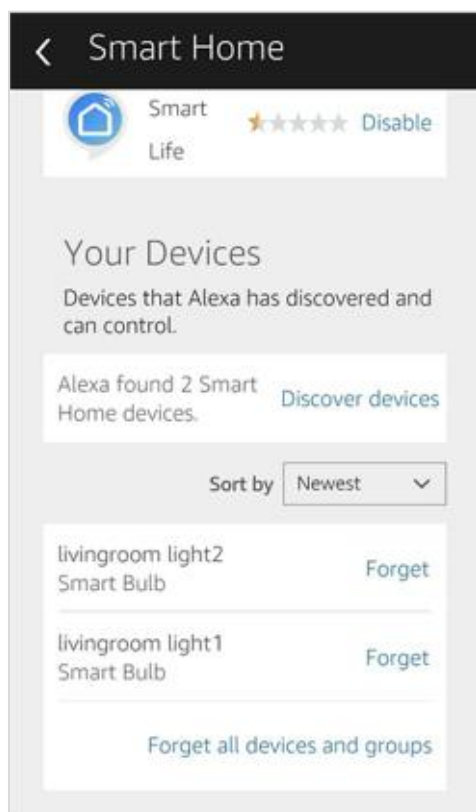 Smart Home
Smart
Life
Disable
Your Devices
Devices that Alexa has discovered and
can control.
Alexa found 2 Smart
Home devices.
Discover devices
Sort by Newest
livingroom light2
Smart Bulb
Forget
livingroom light1
Smart Bulb
Forget
Forget all devices and groups